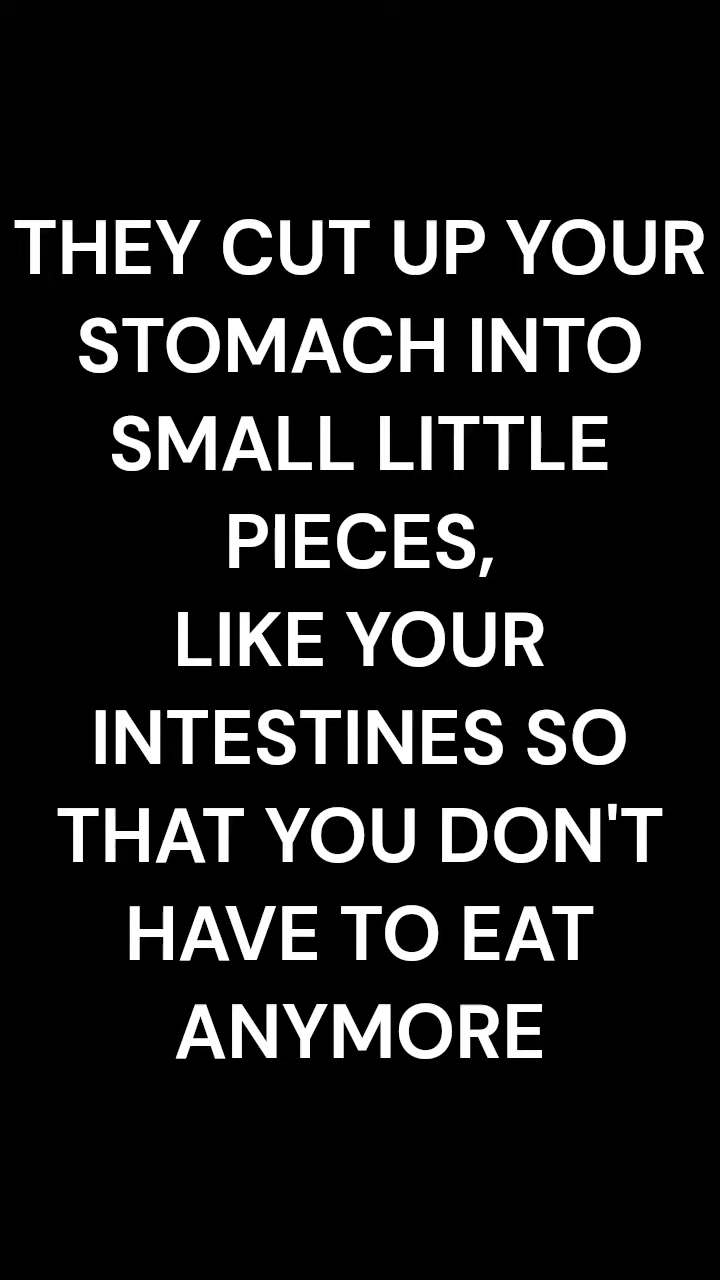 THEY CUT UP YOUR
STOMACH INTO
SMALL LITTLE
PIECES,
LIKE YOUR
INTESTINES SO
THAT YOU DON'T
HAVE TO EAT
ANYMORE